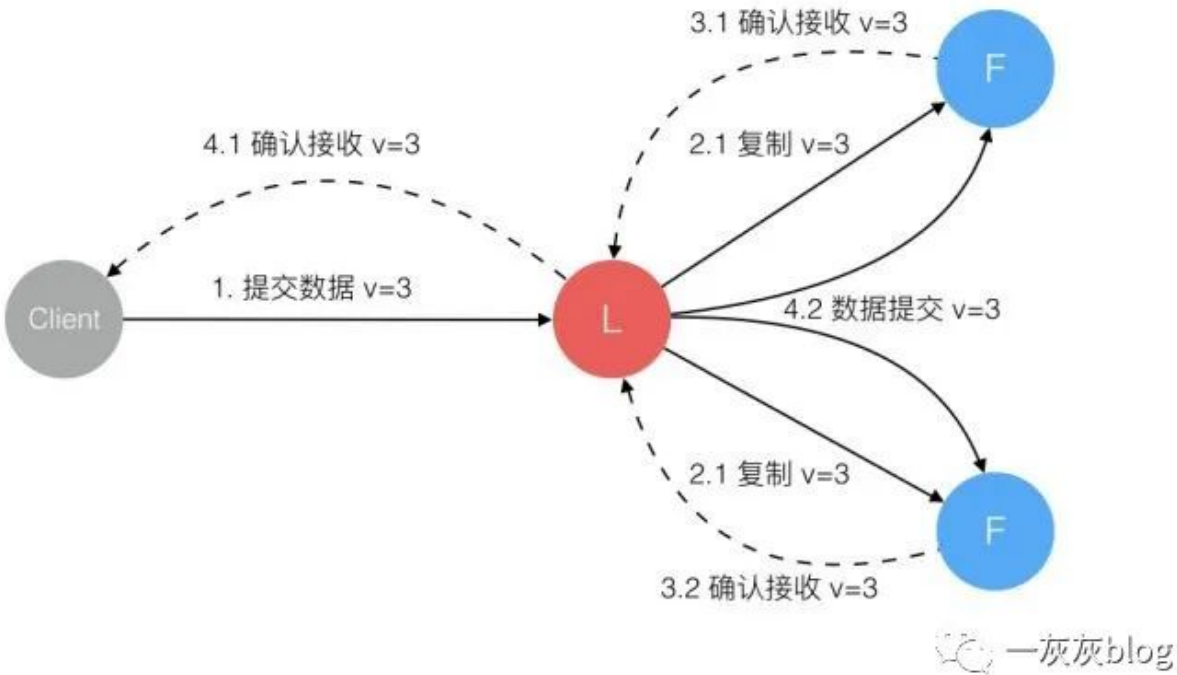 3.1 确认接收 v=3
F
2.1 复制 v=3
4.1 确认接收 v=3
Client
1. 提交数据 v=3
L
4.2 数据提交 v=3
2.1 复制 v=3
F
3.2 确认接收 v=3
一灰灰blog